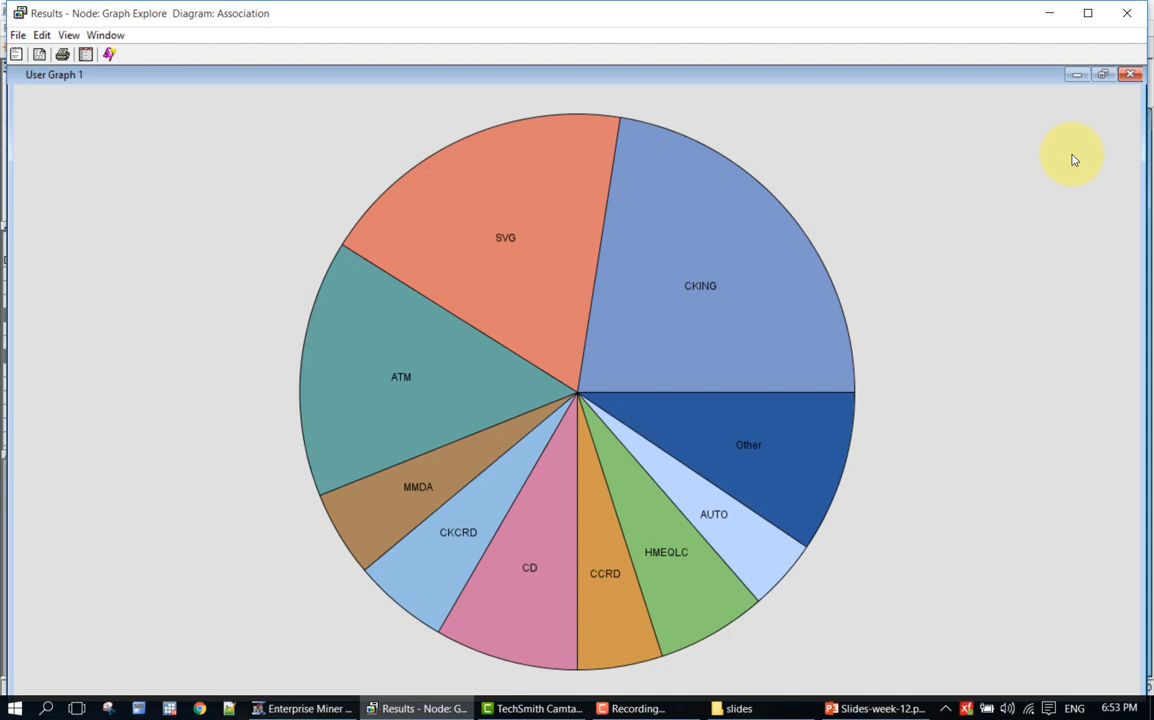 Results - Node: Graph Explore Diagram: Association
File Edit View Window
User Graph 1
SVG
CKING
ATM
Other
MMDA
AUTO
CKCRD
HMEQLC
CD
CCRD
Enterprise Miner ...
Results - Node: G...
TechSmith Camta...
Recording...
slides
Slides-week-12.p...
ENG
6:53 PM